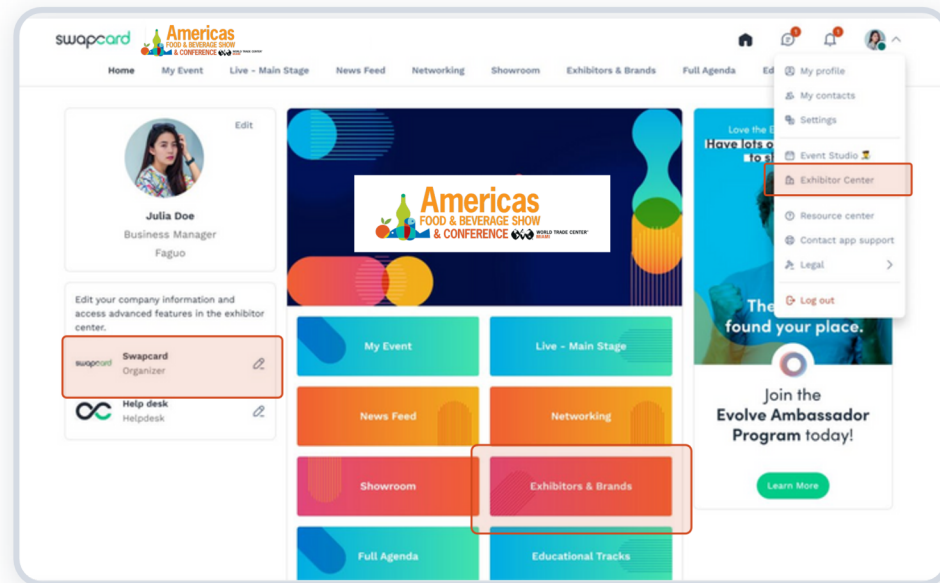 swapcard
Americas
FOOD & BEVERAGE SHOW
& CONFERENCE
Home My Event Live - Main Stage News Feed Networking Showroom Exhibitors & Brands Full Agenda Ed
My profile
My contacts
Settings
Event Studio
Exhibitor Center
Resource center
Contact app support
Legal
Log out
Edit
Julia Doe
Business Manager
Faguo
Edit your company information and
access advanced features in the exhibitor
center.
swapcard
Swapcard
Organizer
Help desk
Helpdesk
Americas
FOOD & BEVERAGE SHOW
& CONFERENCE
WORLD TRADE CENTER
MIAMI
My Event
Live - Main Stage
News Feed
Networking
Showroom
Exhibitors & Brands
Full Agenda
Educational Tracks
Love the E
Have lots o
to s
The
found your place.
Join the
Evolve Ambassador
Program today!
Learn More